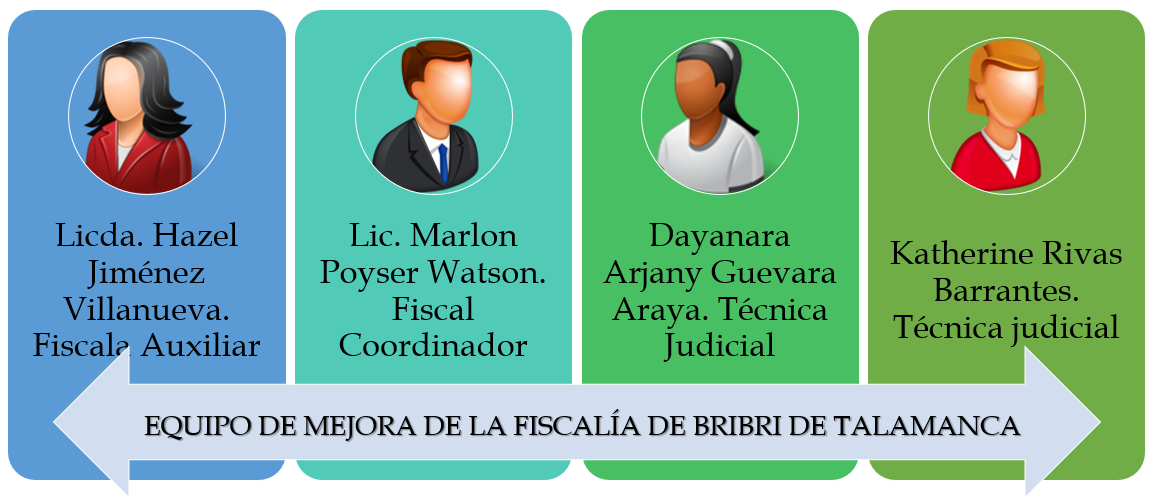 Licda. Hazel
Jiménez
Villanueva.
Fiscala Auxiliar
Lic. Marlon
Poyser Watson.
Fiscal
Coordinador
Dayanara
Arjany Guevara
Araya. Técnica
Judicial
Katherine Rivas
Barrantes.
Técnica judicial
EQUIPO DE MEJORA DE LA FISCALÍA DE BRIBRI DE TALAMANCA